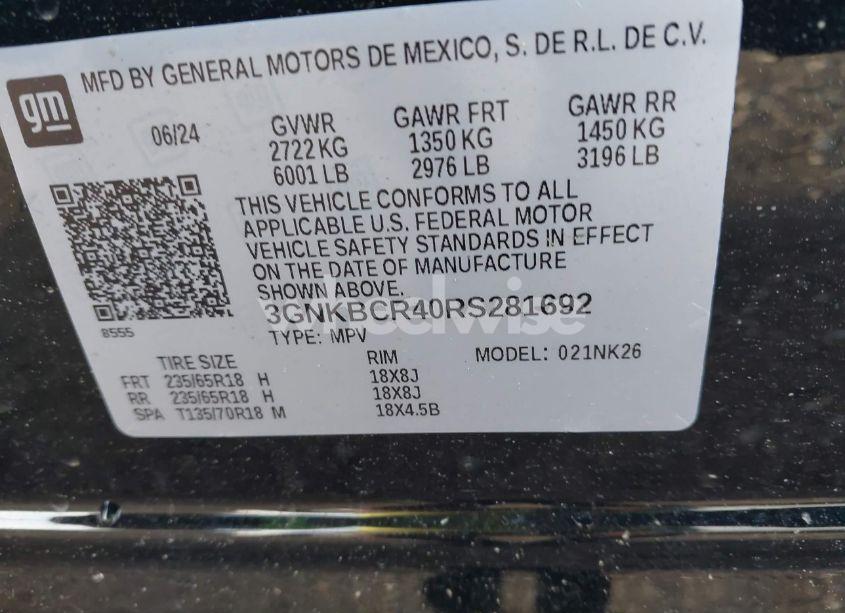 MFD BY GENERAL MOTORS DE MEXICO, S. DE R.L. DE C.V.
gm
06/24 GVWR GAWR FRT GAWR RR
2722 KG 1350 KG 1450 KG
6001 LB 2976 LB 3196 LB
THIS VEHICLE CONFORMS TO ALL
APPLICABLE U.S. FEDERAL MOTOR
VEHICLE SAFETY STANDARDS IN EFFECT
ON THE DATE OF MANUFACTURE
SHOWN ABOVE.
3GNKBCR40RS281692
8555 TYPE: MPV MODEL: 021NK26
TIRE SIZE RIM
FRT 235/65R18 H 18X8J
RR 235/65R18 H 18X8J
SPA T135/70R18 M 18X4.5B
wheelwise